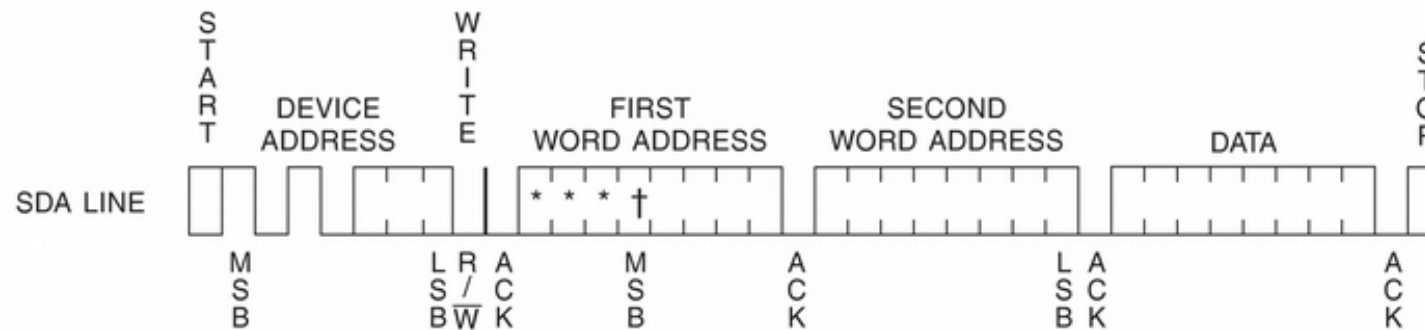 START
WRITE
DEVICE
ADDRESS
FIRST
WORD ADDRESS
SECOND
WORD ADDRESS
DATA
SDA LINE
* * * †
MSB
LSB
R/W̅
ACK
MSB
ACK
LSB
ACK
ACK